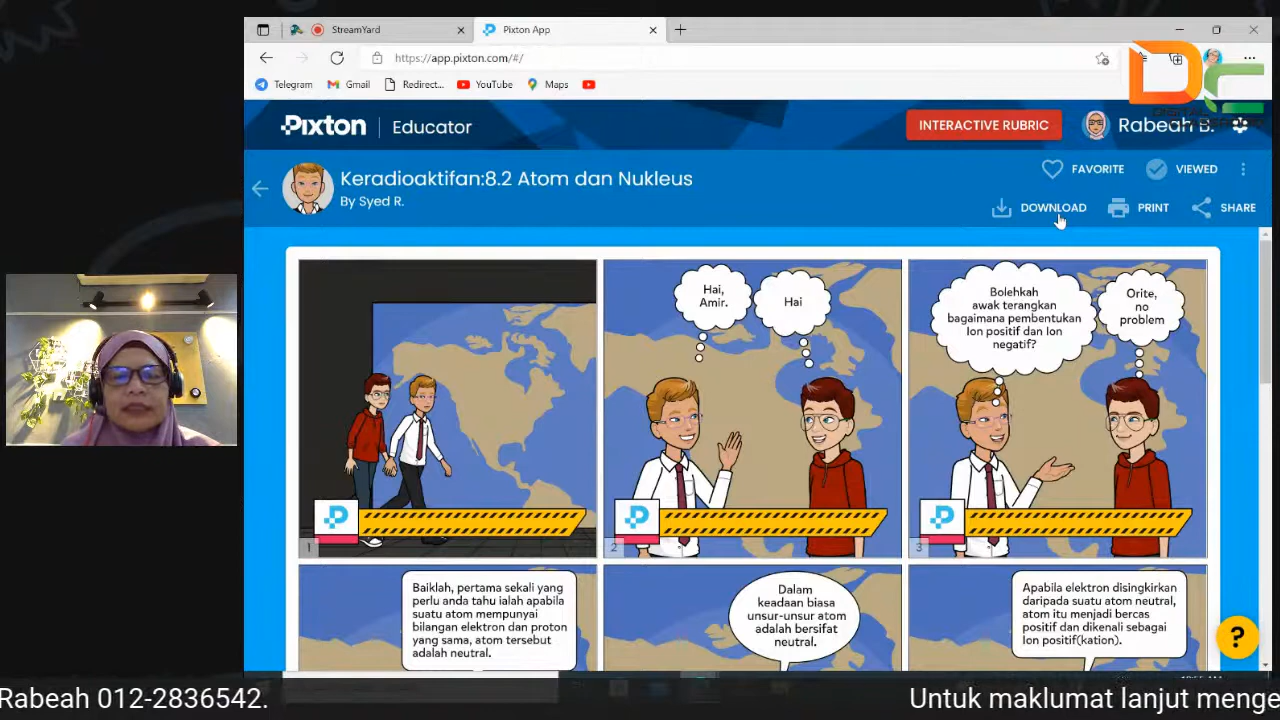 StreamYard
Pixton App
https://app.pixton.com/#/
Telegram
Gmail
Redirect...
YouTube
Maps
Pixton
Educator
INTERACTIVE RUBRIC
Rabeah B.
Keradioaktifan:8.2 Atom dan Nukleus
By Syed R.
FAVORITE
VIEWED
DOWNLOAD
PRINT
SHARE
Hai,
Amir.
Hai
Bolehkah
awak terangkan
bagaimana pembentukan
Ion positif dan Ion
negatif?
Orite,
no
problem
1
2
3
Baiklah, pertama sekali yang
perlu anda tahu ialah apabila
suatu atom mempunyai
bilangan elektron dan proton
yang sama, atom tersebut
adalah neutral.
Dalam
keadaan biasa
unsur-unsur atom
adalah bersifat
neutral.
Apabila elektron disingkirkan
daripada suatu atom neutral,
atom itu menjadi bercas
positif dan dikenali sebagai
Ion positif(kation).
?
Rabeah 012-2836542.
Untuk maklumat lanjut menge